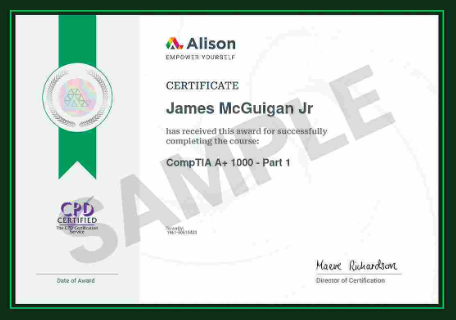 Alison
EMPOWER YOURSELF
CERTIFICATE
James McGuigan Jr
has received this award for successfully
completing the course:
CompTIA A+ 1000 - Part 1
SAMPLE
CPD
CERTIFIED
The CPD Certification
Service
Date of Award
Maeve Richardson
Director of Certification